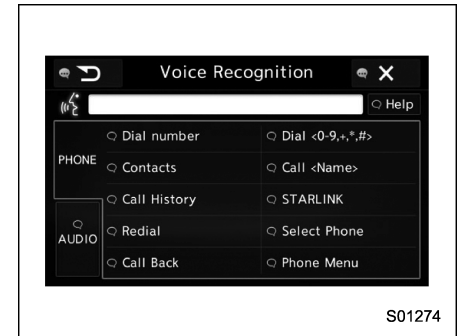 Voice Recognition
Help
PHONE
AUDIO
Dial number
Dial <0-9,+,*,#>
Contacts
Call <Name>
Call History
STARLINK
Redial
Select Phone
Call Back
Phone Menu
S01274